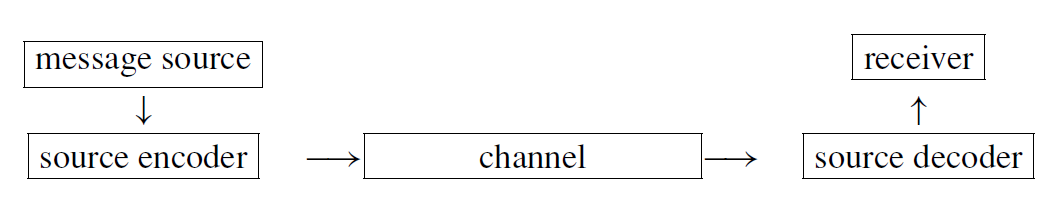 message source
receiver
↓
↑
source encoder → channel → source decoder